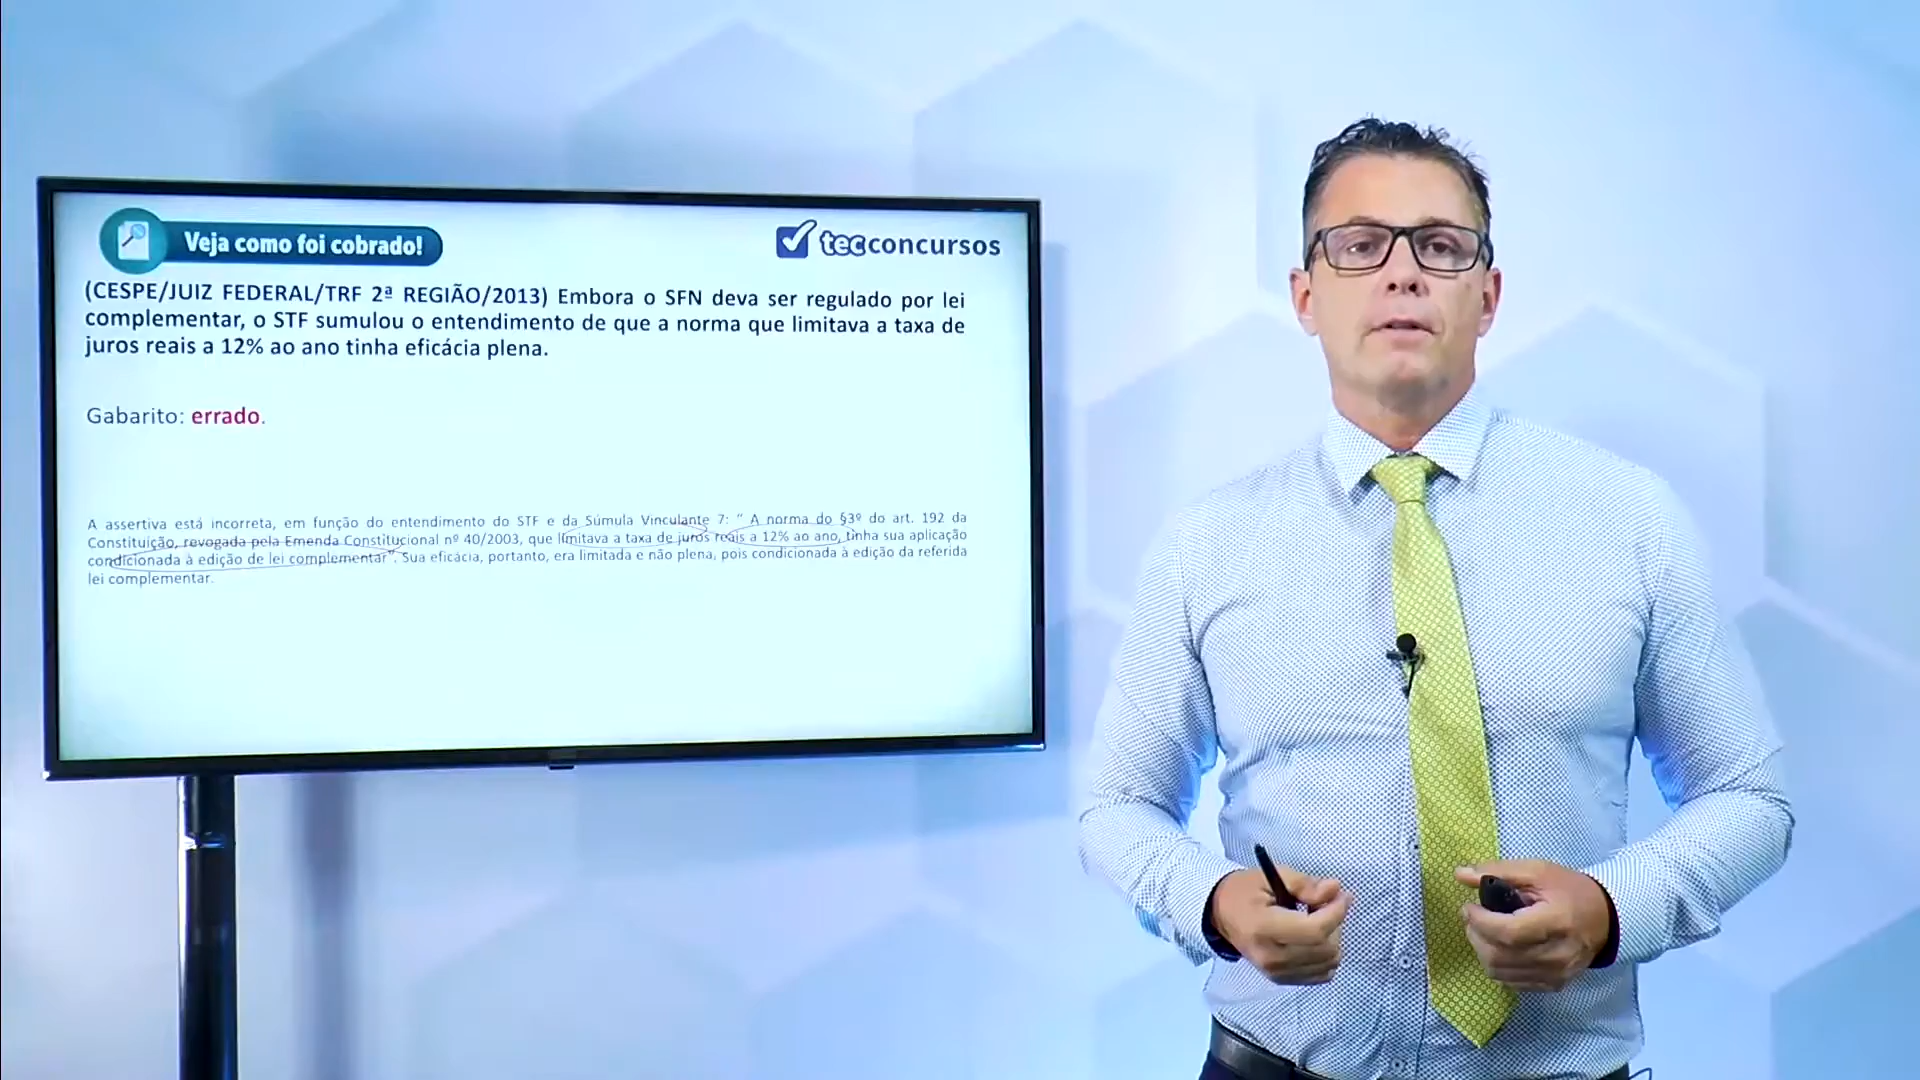 Veja como foi cobrado!
tecconcursos
(CESPE/JUIZ FEDERAL/TRF 2ª REGIÃO/2013) Embora o SFN deva ser regulado por lei
complementar, o STF sumulou o entendimento de que a norma que limitava a taxa de
juros reais a 12% ao ano tinha eficácia plena.
Gabarito: errado.
A assertiva está incorreta, em função do entendimento do STF e da Súmula Vinculante 7: “ A norma do §3º do art. 192 da
Constituição, revogada pela Emenda Constitucional nº 40/2003, que limitava a taxa de juros reais a 12% ao ano, tinha sua aplicação
condicionada à edição de lei complementar”. Sua eficácia, portanto, era limitada e não plena, pois condicionada à edição da referida
lei complementar.